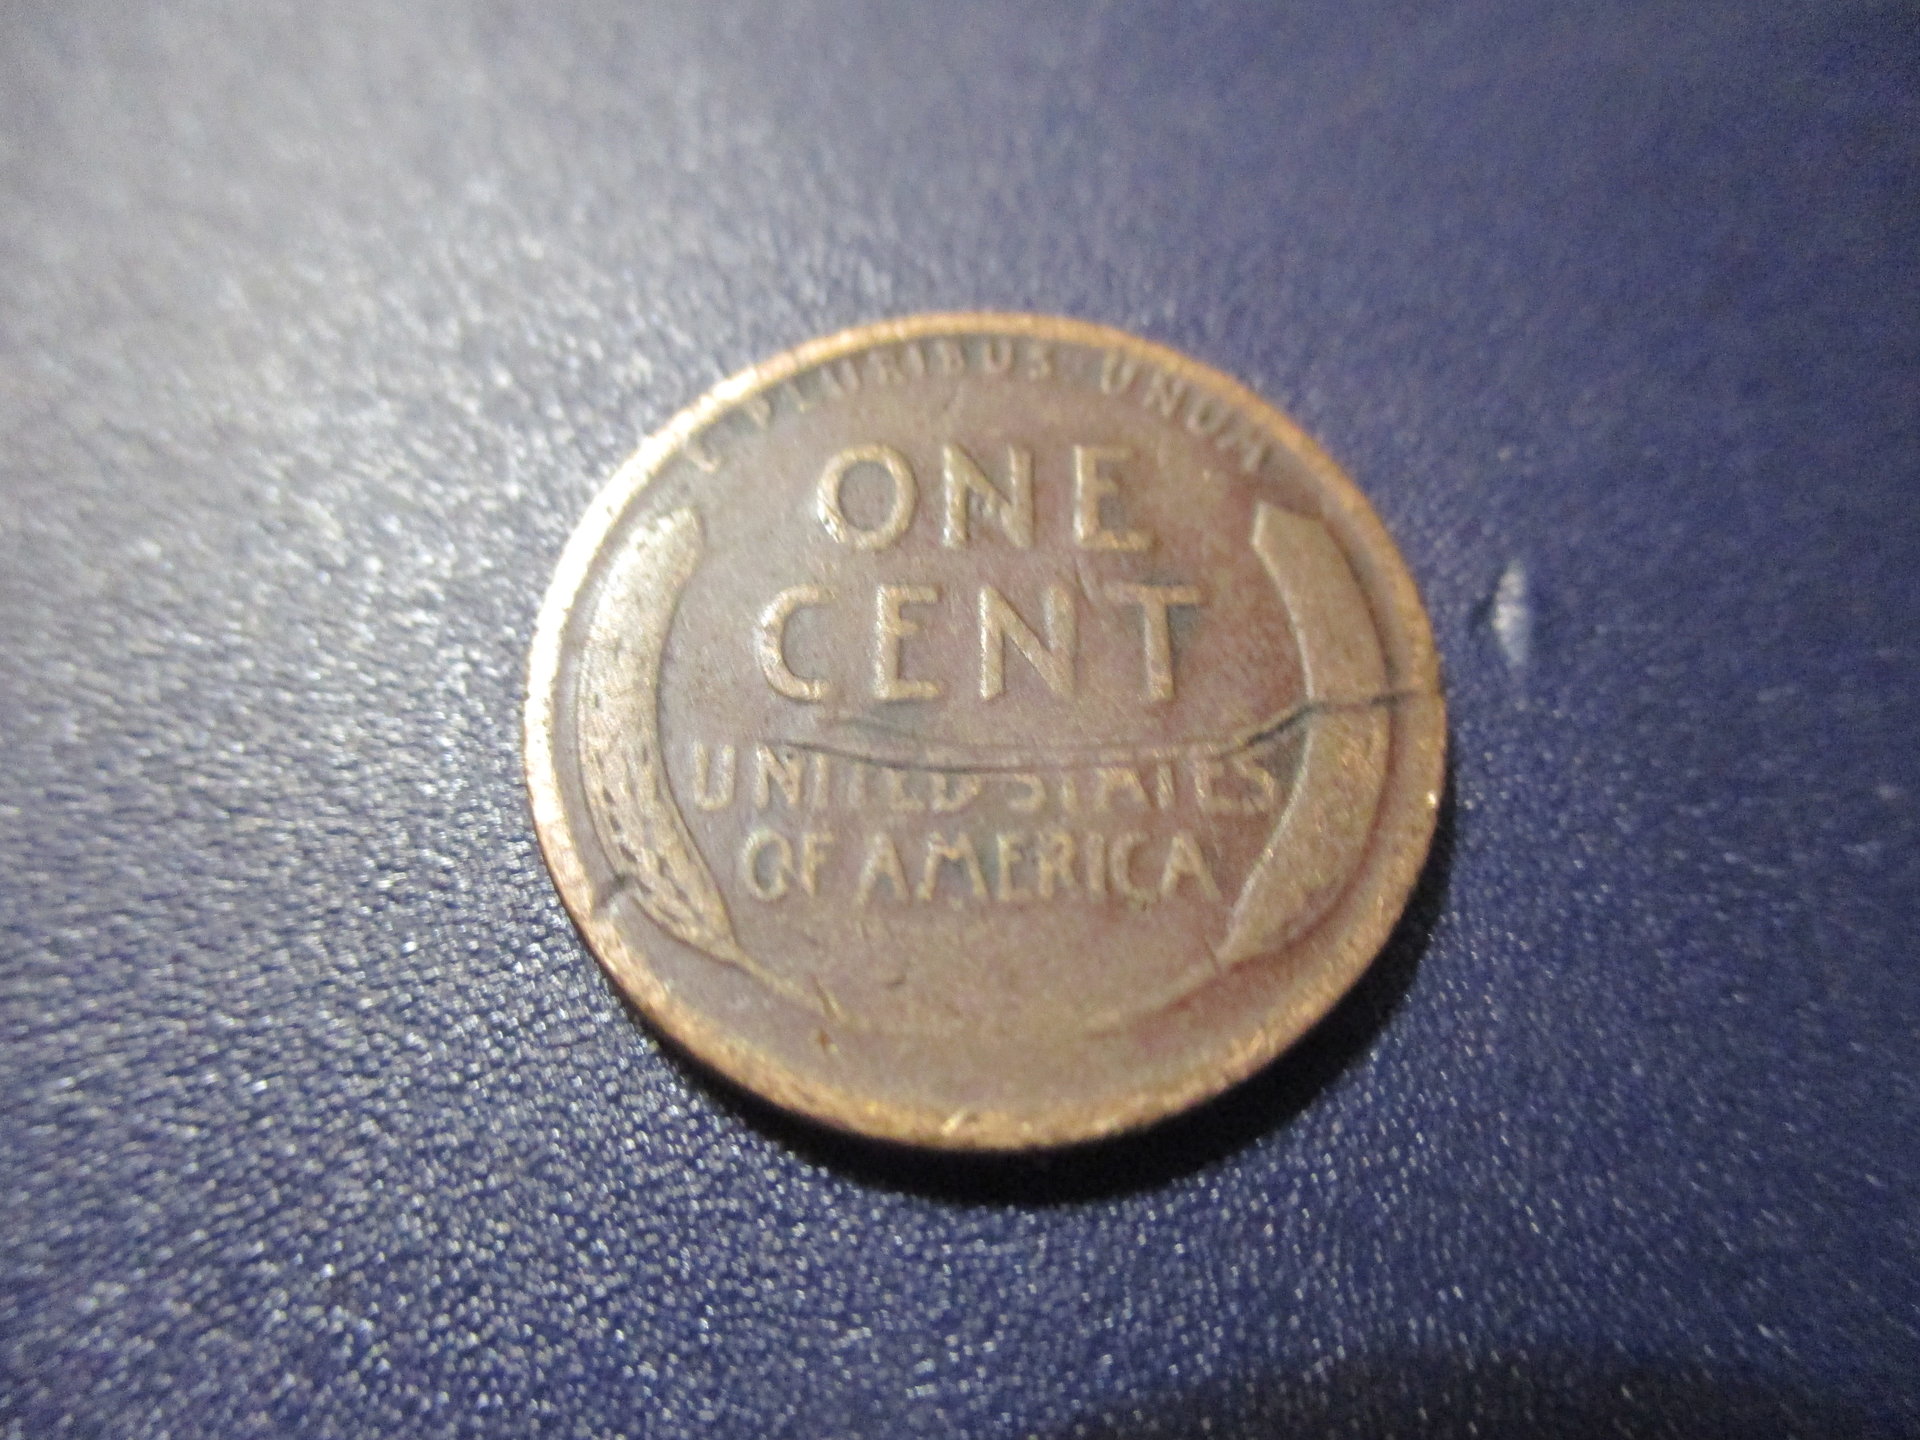 E PLURIBUS UNUM
ONE
CENT
UNITED STATES
OF AMERICA